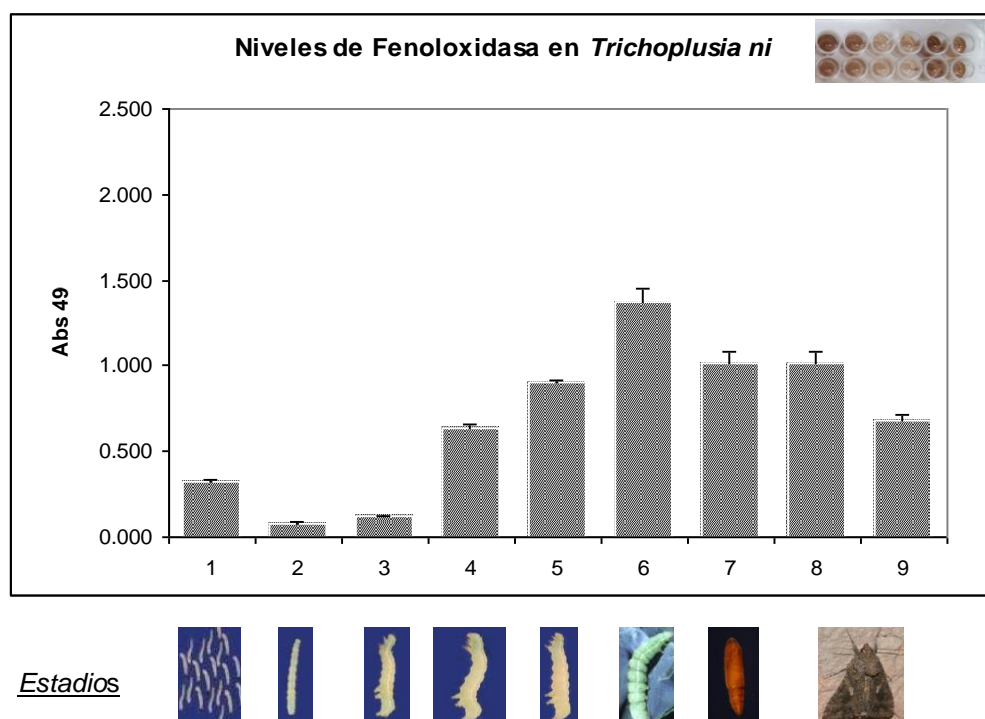 Niveles de Fenoloxidasa en Trichoplusia ni
2.500
2.000
1.500
1.000
0.500
0.000
Abs 49
1 2 3 4 5 6 7 8 9
Estadios